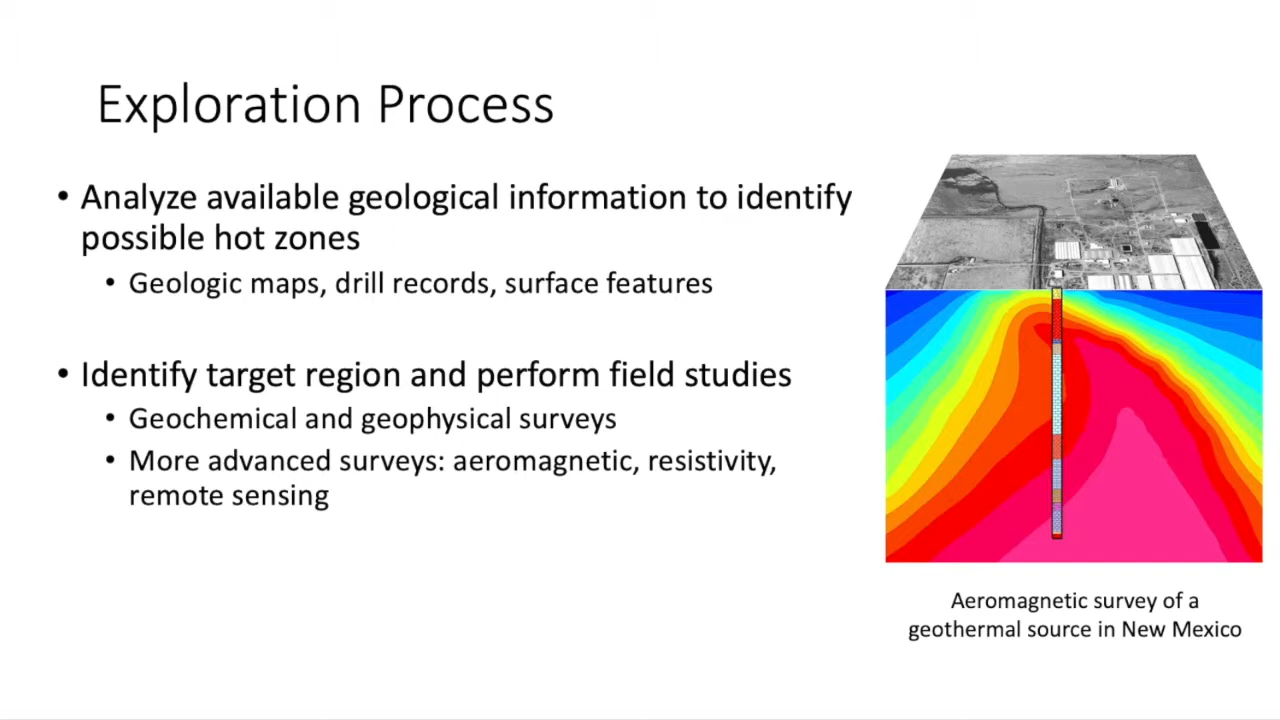 Exploration Process
• Analyze available geological information to identify
possible hot zones
• Geologic maps, drill records, surface features
• Identify target region and perform field studies
• Geochemical and geophysical surveys
• More advanced surveys: aeromagnetic, resistivity,
remote sensing
Aeromagnetic survey of a
geothermal source in New Mexico